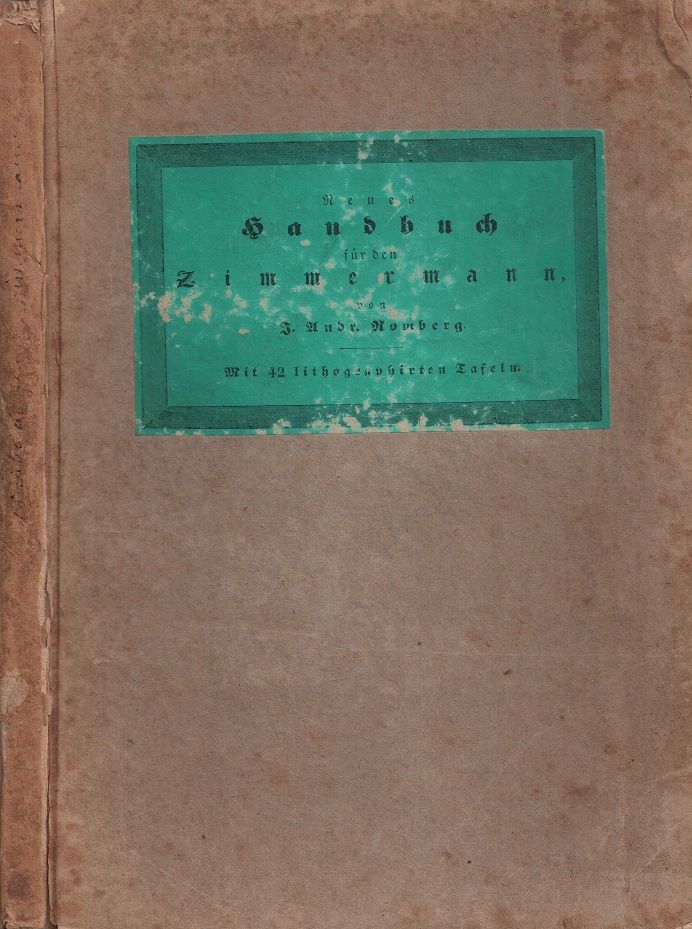 Neues
Handbuch
für den
Zimmermann,
von
J. Andr. Romberg.
Mit 42 lithographirten Tafeln.